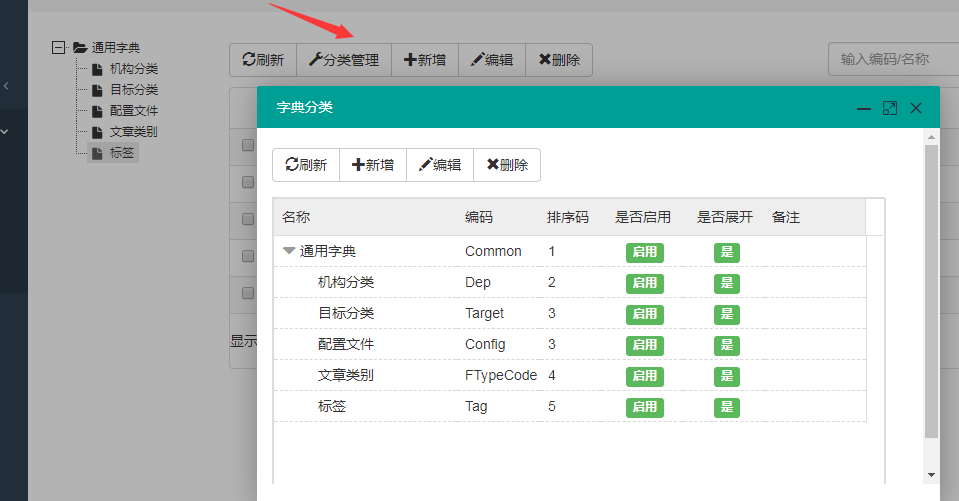 通用字典
机构分类
目标分类
配置文件
文章类别
标签
刷新 分类管理 新增 编辑 删除
输入编码/名称
显示
字典分类
刷新 新增 编辑 删除
名称 编码 排序码 是否启用 是否展开 备注
通用字典 Common 1 启用 是
机构分类 Dep 2 启用 是
目标分类 Target 3 启用 是
配置文件 Config 3 启用 是
文章类别 FTypeCode 4 启用 是
标签 Tag 5 启用 是